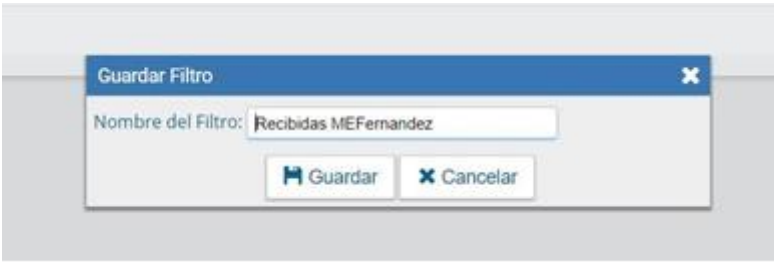 Guardar Filtro
Nombre del Filtro: Recibidas MEFernandez
Guardar Cancelar